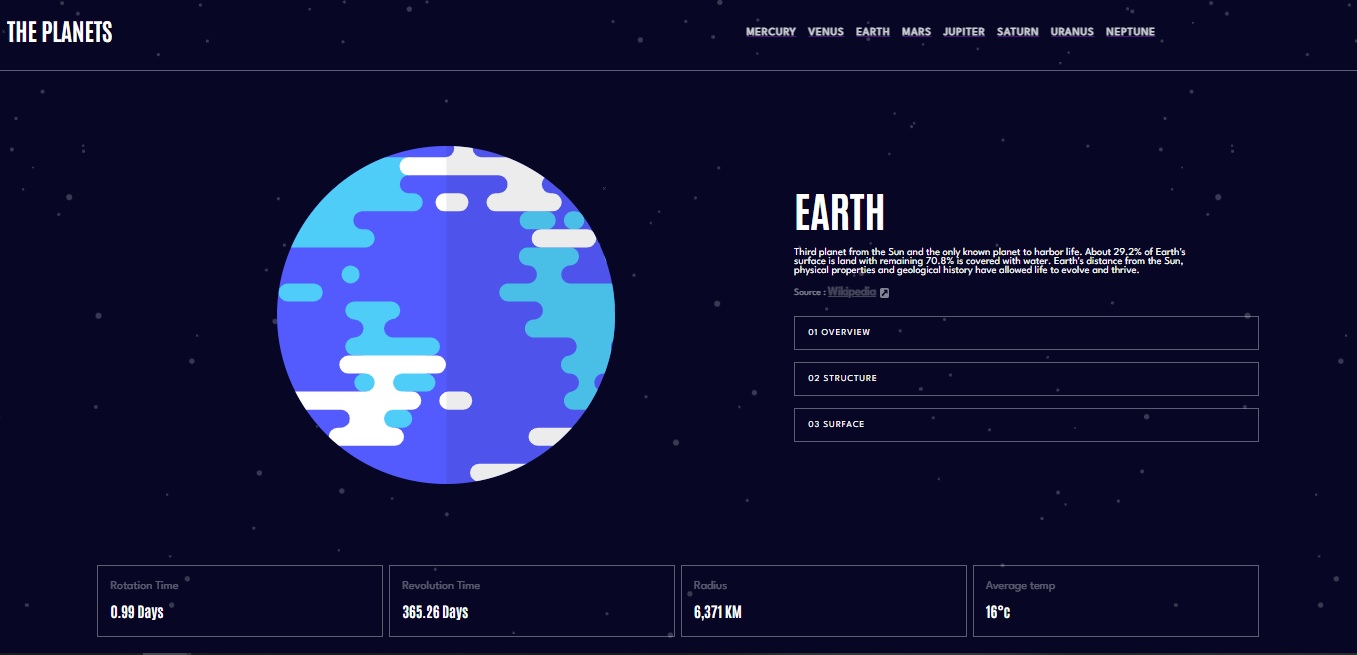 THE PLANETS
MERCURY VENUS EARTH MARS JUPITER SATURN URANUS NEPTUNE
EARTH
Third planet from the Sun and the only known planet to harbor life. About 29.2% of Earth's
surface is land with remaining 70.8% is covered with water. Earth's distance from the Sun,
physical properties and geological history have allowed life to evolve and thrive.
Source : Wikipedia
01 OVERVIEW
02 STRUCTURE
03 SURFACE
Rotation Time
0.99 Days
Revolution Time
365.26 Days
Radius
6,371 KM
Average temp
16°c